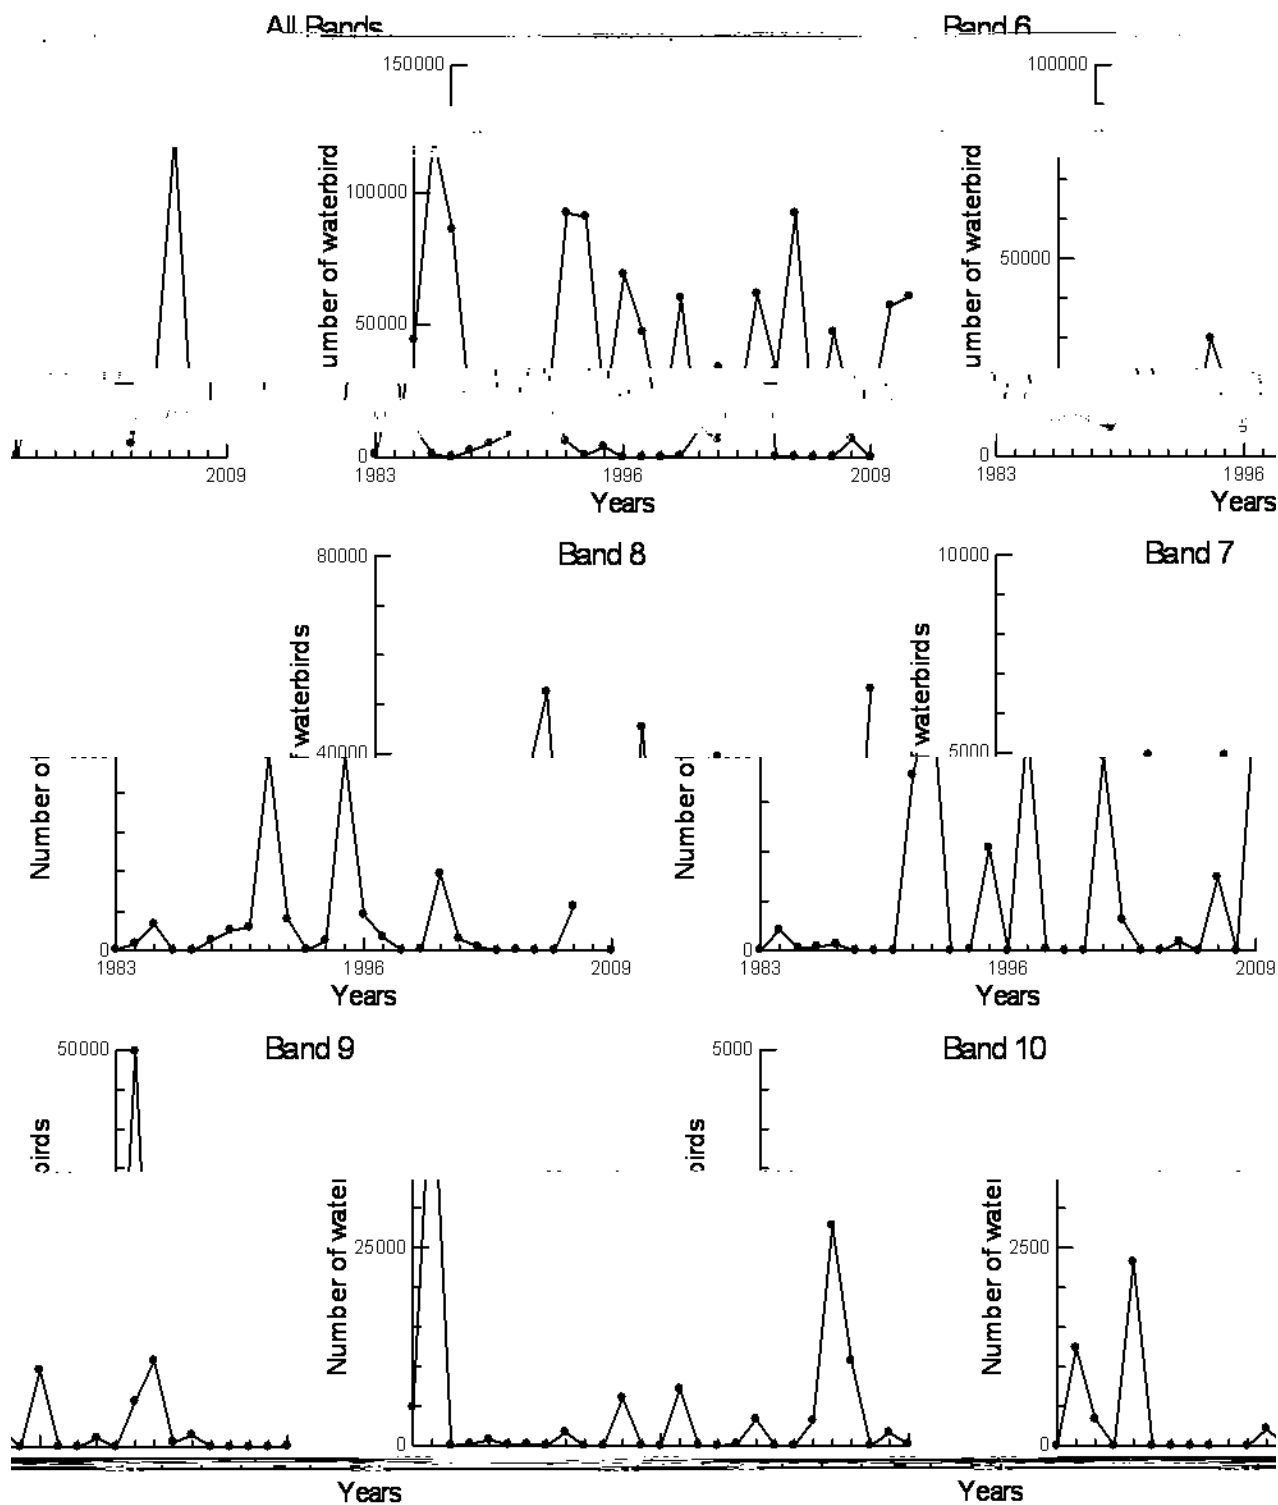 All Bands Band 6
150000 100000
umber of waterbird umber of waterbird
100000
50000
50000
0 0
2009 1983 1996 2009 1983 1996
Years Years
80000 Band 8 10000 Band 7
waterbirds waterbirds
40000 5000
Number of Number of
0 0
1983 1996 2009 1983 1996 2009
Years Years
50000 Band 9 5000 Band 10
birds birds
Number of water Number of water
25000 2500
0 0
Years Years